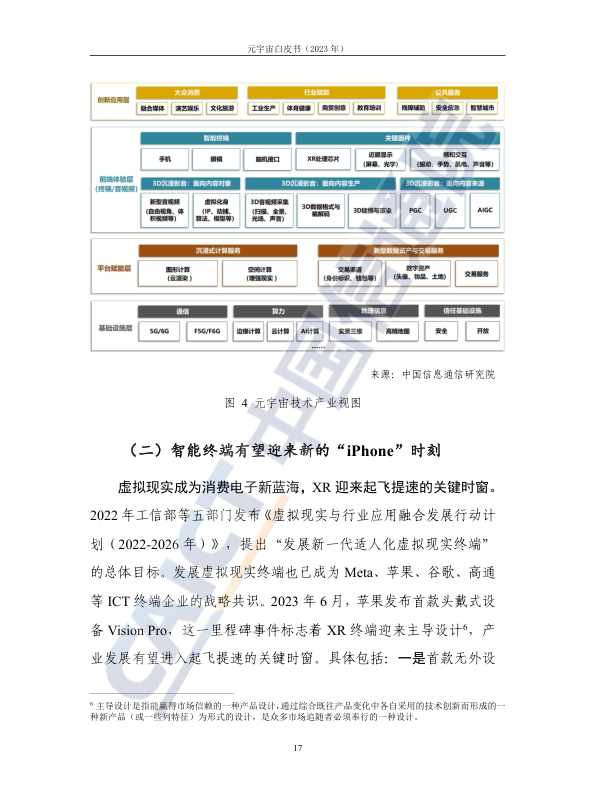 元宇宙白皮书（2023 年）
创新应用层
大众消费
行业赋能
公共服务
融合媒体
演艺娱乐
文化旅游
工业生产
体育健康
商贸创意
教育培训
残障辅助
安全应急
智慧城市
前端体验层
（终端/音视频）
智能终端
关键器件
手机
眼镜
脑机接口
XR处理芯片
近眼显示
（屏幕、光学）
感知交互
（眼动、手势、肌电、声音等）
3D沉浸影音：面向内容对象
3D沉浸影音：面向内容生产
3D沉浸影音：面向内容来源
新型音视频
（自由视角、体
积视频等）
虚拟化身
（IP、动捕、
算法、模型等）
3D音视频采集
（扫描、全景、
光场、声音）
3D数据格式与
编解码
3D建模与渲染
PGC
UGC
AIGC
平台赋能层
沉浸式计算服务
新型数据资产与交易服务
图形计算
（云渲染）
空间计算
（增强现实）
交易渠道
（身份标识、钱包等）
数字资产
（头像、物品、土地）
交易服务
基础设施层
通信
算力
地理信息
信任基础设施
5G/6G
F5G/F6G
边缘计算
云计算
AI计算
实景三维
高精地图
安全
开放
......
来源：中国信息通信研究院
图 4 元宇宙技术产业视图
（二）智能终端有望迎来新的“iPhone”时刻
虚拟现实成为消费电子新蓝海，XR 迎来起飞提速的关键时窗。
2022 年工信部等五部门发布《虚拟现实与行业应用融合发展行动计
划（2022-2026 年）》，提出“发展新一代适人化虚拟现实终端”
的总体目标。发展虚拟现实终端也已成为 Meta、苹果、谷歌、高通
等 ICT 终端企业的战略共识。2023 年 6 月，苹果发布首款头戴式设
备 Vision Pro，这一里程碑事件标志着 XR 终端迎来主导设计6，产
业发展有望进入起飞提速的关键时窗。具体包括：一是首款无外设
6 主导设计是指能赢得市场信赖的一种产品设计，通过综合既往产品变化中各自采用的技术创新而形成的一
种新产品（或一些列特征）为形式的设计，是众多市场追随者必须奉行的一种设计。
17
CAICT 中国信通院